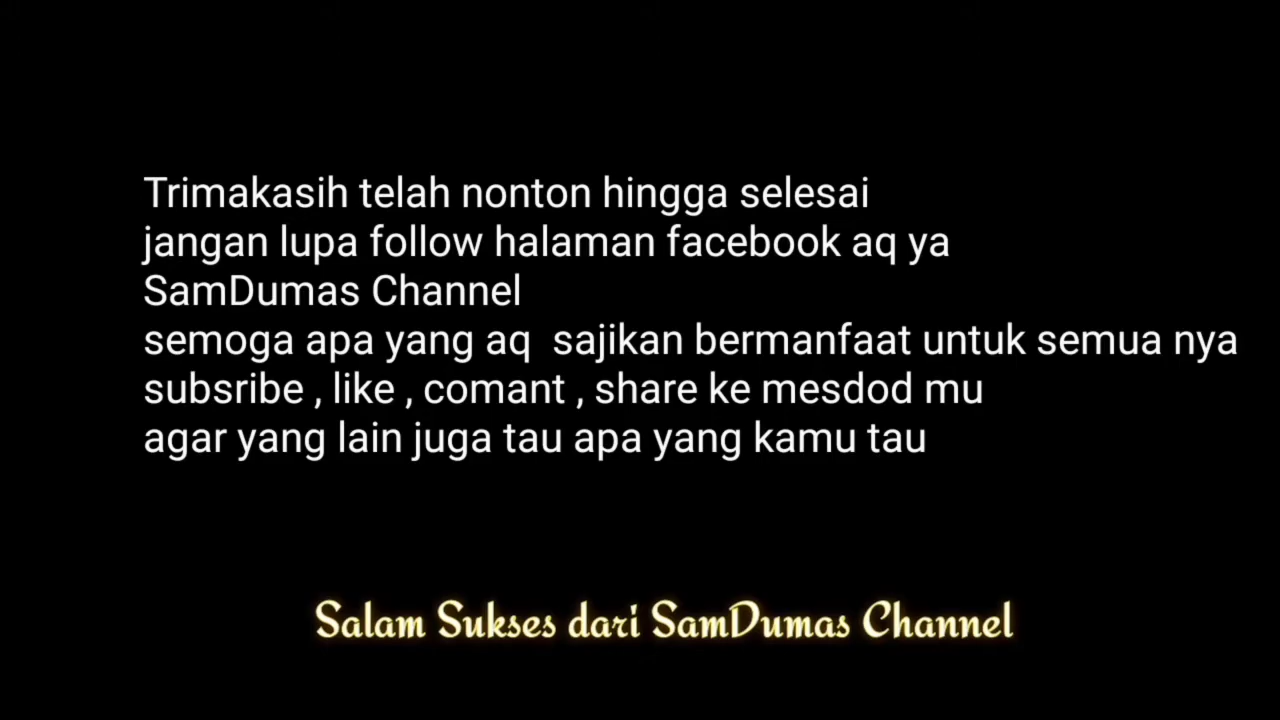 Trimakasih telah nonton hingga selesai
jangan lupa follow halaman facebook aq ya
SamDumas Channel
semoga apa yang aq  sajikan bermanfaat untuk semua nya
subsribe , like , comant , share ke mesdod mu
agar yang lain juga tau apa yang kamu tau
Salam Sukses dari SamDumas Channel